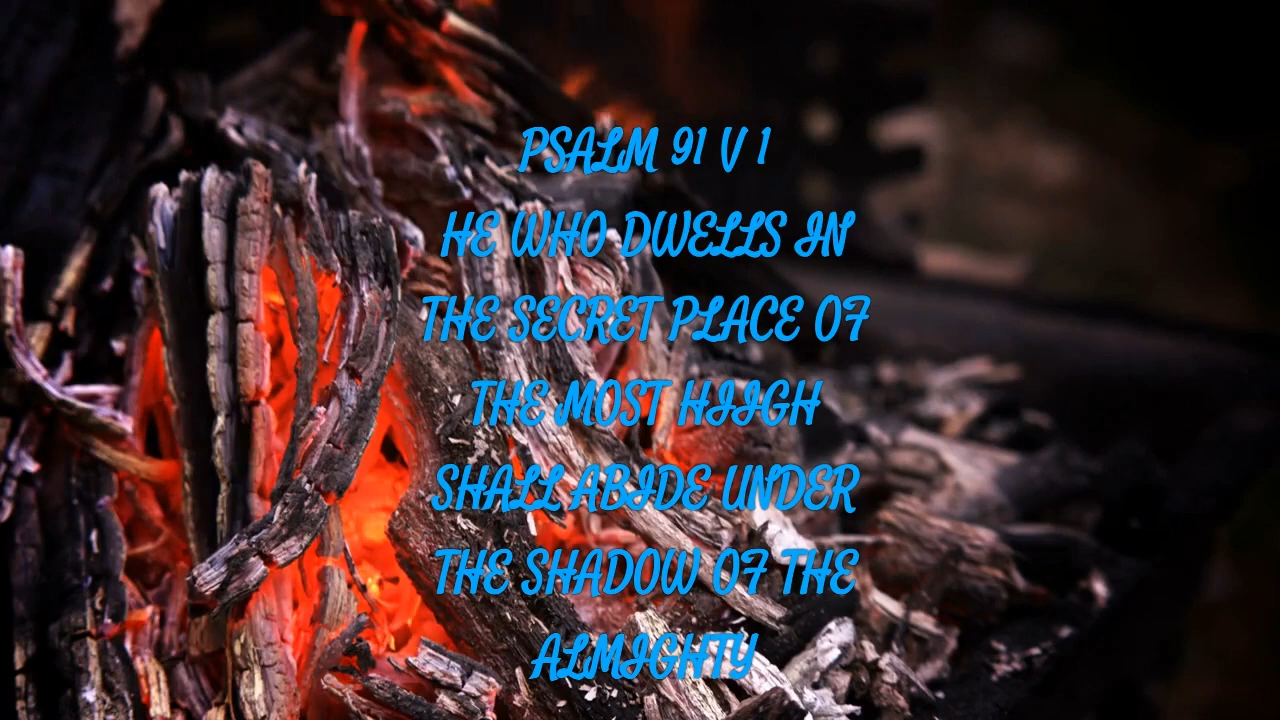 PSALM 91 V 1
HE WHO DWELLS IN
THE SECRET PLACE OF
THE MOST HIIGH
SHALL ABIDE UNDER
THE SHADOW OF THE
ALMIGHTY